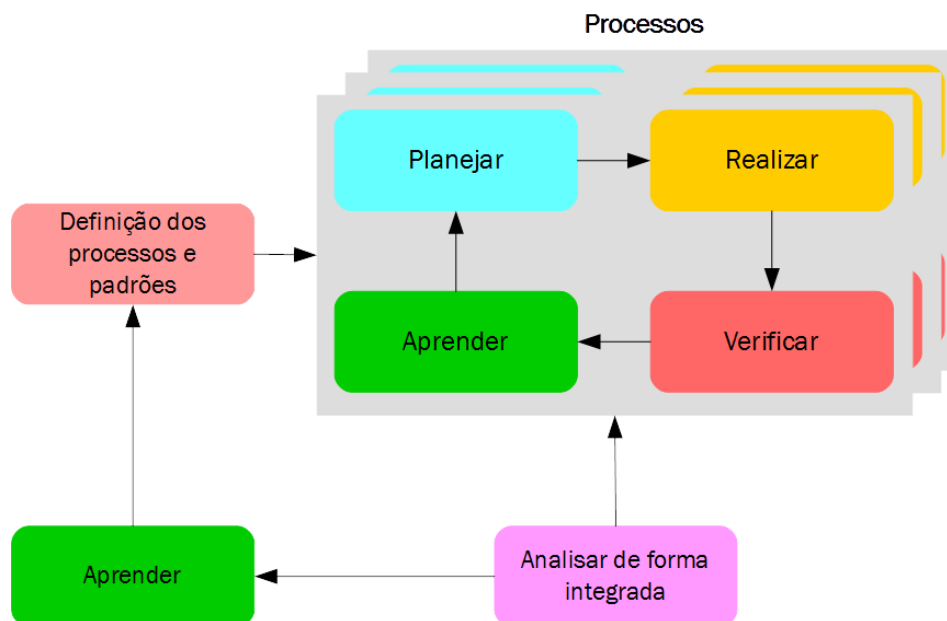 Processos
Planejar
Realizar
Definição dos
processos e
padrões
Aprender
Verificar
Aprender
Analisar de forma
integrada